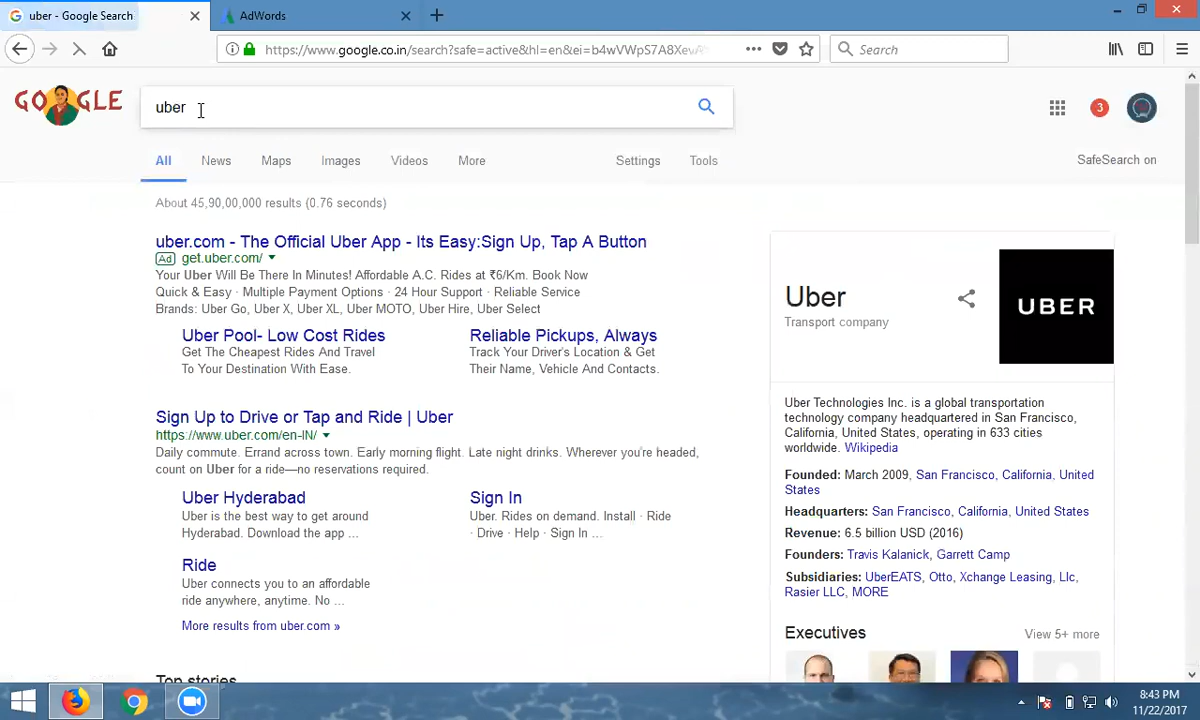 uber - Google Search
AdWords
https://www.google.co.in/search?safe=active&hl=en&ei=b4wVWpS7A8Xev
Search
GOOGLE
uber
3
All
News
Maps
Images
Videos
More
Settings
Tools
SafeSearch on
About 45,90,00,000 results (0.76 seconds)
uber.com - The Official Uber App - Its Easy:Sign Up, Tap A Button
Ad get.uber.com/
Your Uber Will Be There In Minutes! Affordable A.C. Rides at ₹6/Km. Book Now
Quick & Easy · Multiple Payment Options · 24 Hour Support · Reliable Service
Brands: Uber Go, Uber X, Uber XL, Uber MOTO, Uber Hire, Uber Select
Uber Pool- Low Cost Rides
Get The Cheapest Rides And Travel
To Your Destination With Ease.
Reliable Pickups, Always
Track Your Driver's Location & Get
Their Name, Vehicle And Contacts.
Sign Up to Drive or Tap and Ride | Uber
https://www.uber.com/en-IN/
Daily commute. Errand across town. Early morning flight. Late night drinks. Wherever you're headed,
count on Uber for a ride—no reservations required.
Uber Hyderabad
Uber is the best way to get around
Hyderabad. Download the app ...
Sign In
Uber. Rides on demand. Install · Ride
· Drive · Help · Sign In ...
Ride
Uber connects you to an affordable
ride anywhere, anytime. No ...
More results from uber.com »
Top stories
Uber
Transport company
UBER
Uber Technologies Inc. is a global transportation
technology company headquartered in San Francisco,
California, United States, operating in 633 cities
worldwide. Wikipedia
Founded: March 2009, San Francisco, California, United
States
Headquarters: San Francisco, California, United States
Revenue: 6.5 billion USD (2016)
Founders: Travis Kalanick, Garrett Camp
Subsidiaries: UberEATS, Otto, Xchange Leasing, Llc,
Rasier LLC, MORE
Executives
View 5+ more
8:43 PM
11/22/2017